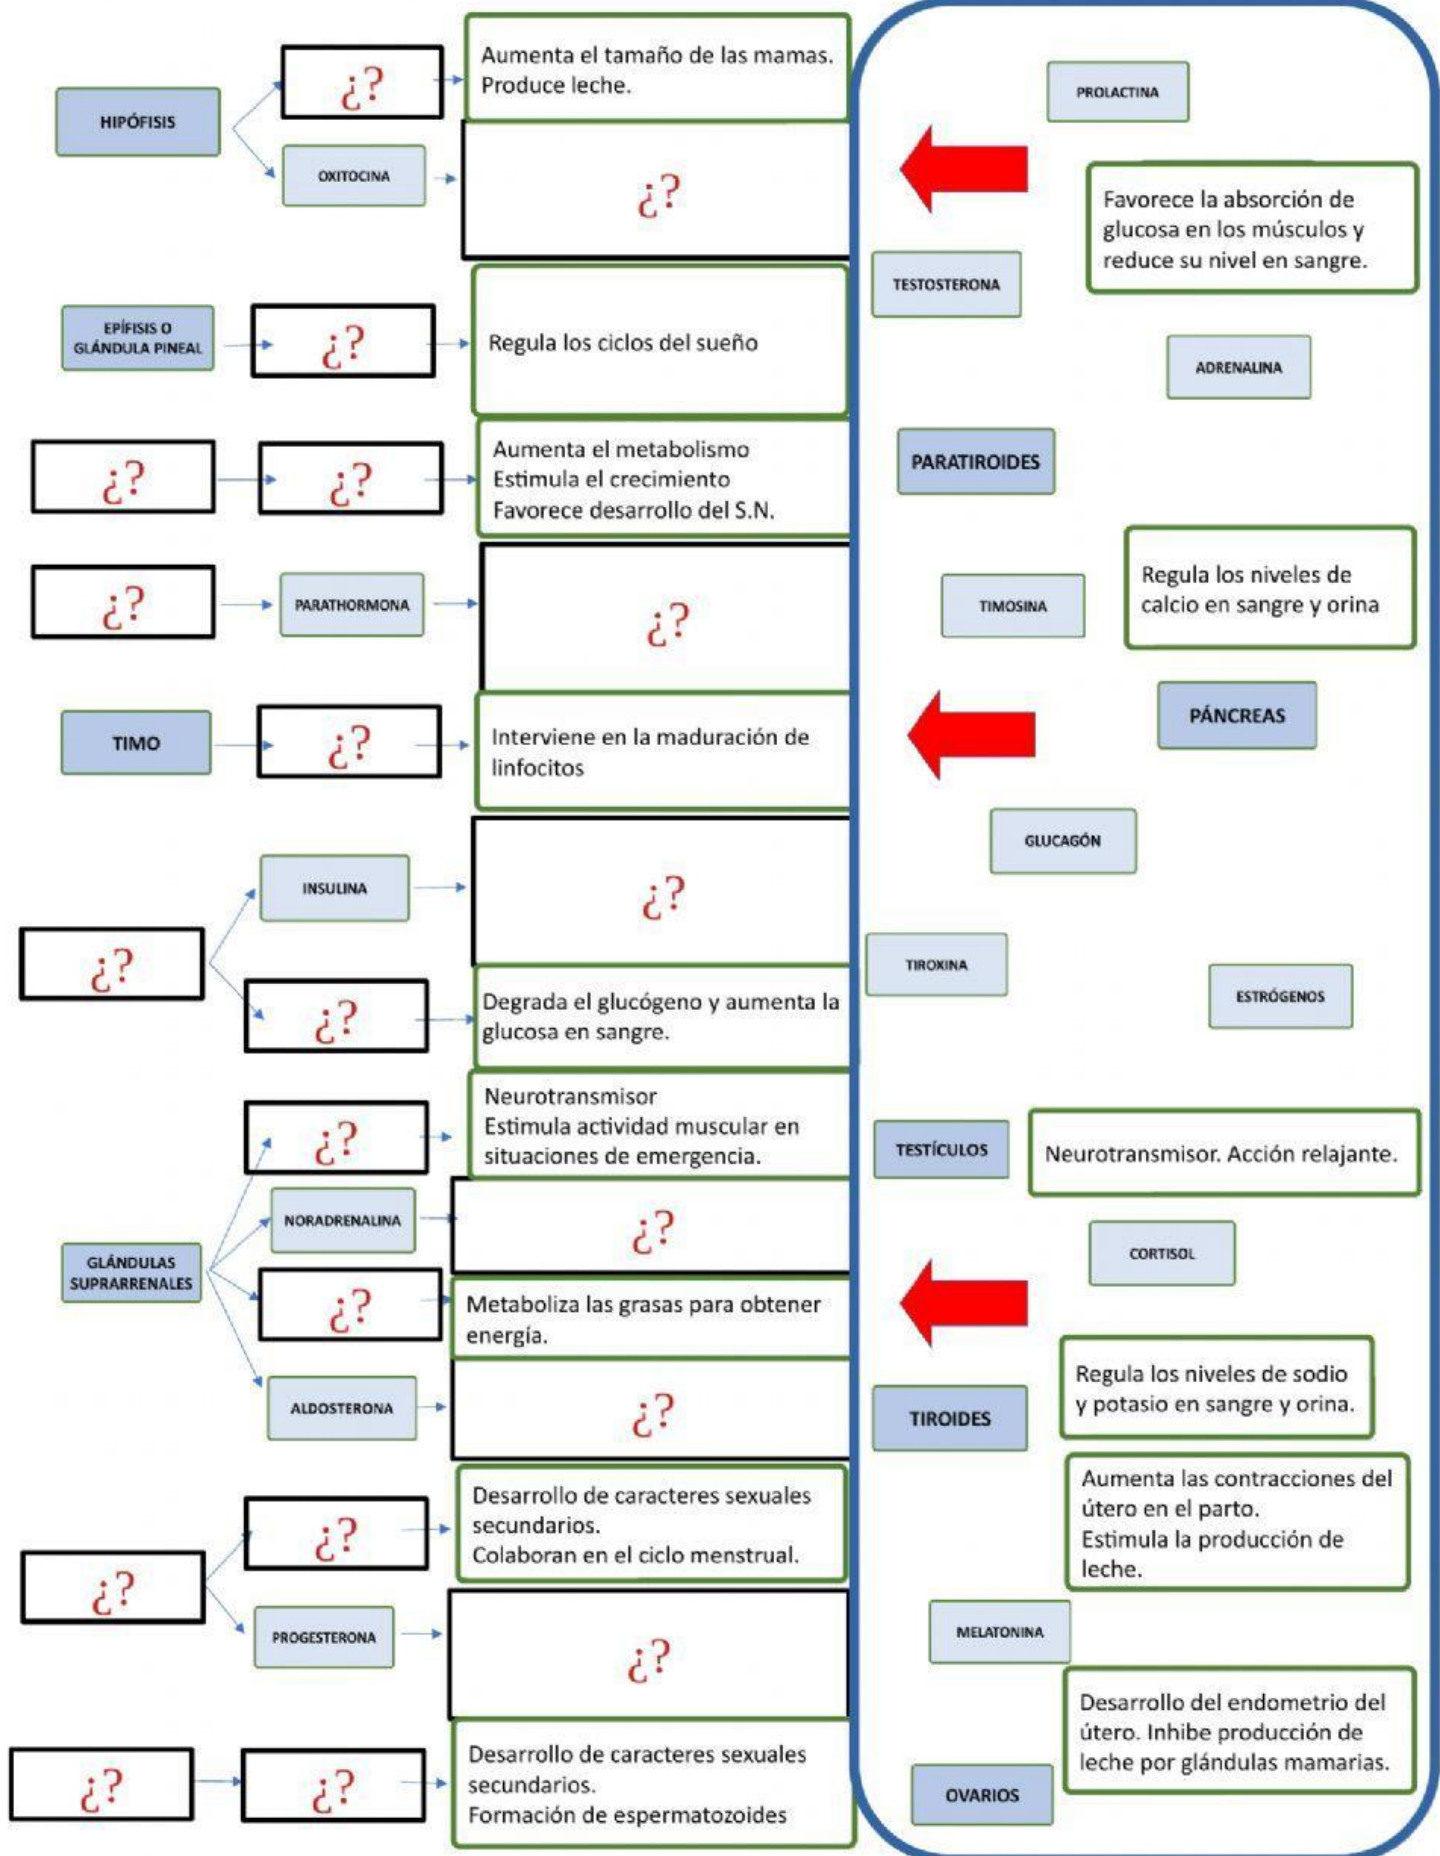 HIPÓFISIS
¿?
Aumenta el tamaño de las mamas.
Produce leche.
OXITOCINA
¿?
EPÍFISIS O
GLÁNDULA PINEAL
¿?
Regula los ciclos del sueño
¿?
¿?
Aumenta el metabolismo
Estimula el crecimiento
Favorece desarrollo del S.N.
¿?
PARATHORMONA
¿?
TIMO
¿?
Interviene en la maduración de
linfocitos
¿?
INSULINA
¿?
¿?
Degrada el glucógeno y aumenta la
glucosa en sangre.
GLÁNDULAS
SUPRARRENALES
¿?
Neurotransmisor
Estimula actividad muscular en
situaciones de emergencia.
NORADRENALINA
¿?
¿?
Metaboliza las grasas para obtener
energía.
ALDOSTERONA
¿?
¿?
¿?
Desarrollo de caracteres sexuales
secundarios.
Colaboran en el ciclo menstrual.
PROGESTERONA
¿?
¿?
¿?
Desarrollo de caracteres sexuales
secundarios.
Formación de espermatozoides
PROLACTINA
Favorece la absorción de
glucosa en los músculos y
reduce su nivel en sangre.
TESTOSTERONA
ADRENALINA
PARATIROIDES
Regula los niveles de
calcio en sangre y orina
TIMOSINA
PÁNCREAS
GLUCAGÓN
TIROXINA
ESTRÓGENOS
TESTÍCULOS
Neurotransmisor. Acción relajante.
CORTISOL
Regula los niveles de sodio
y potasio en sangre y orina.
TIROIDES
Aumenta las contracciones del
útero en el parto.
Estimula la producción de
leche.
MELATONINA
Desarrollo del endometrio del
útero. Inhibe producción de
leche por glándulas mamarias.
OVARIOS